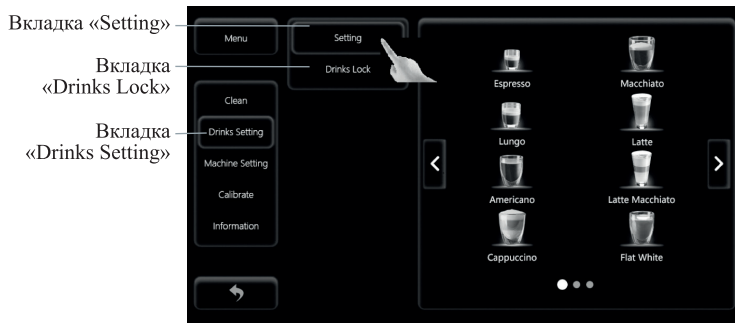 Вкладка «Setting»
Вкладка
«Drinks Lock»
Вкладка
«Drinks Setting»
Menu
Clean
Drinks Setting
Machine Setting
Calibrate
Information
Setting
Drinks Lock
Espresso
Macchiato
Lungo
Latte
Americano
Latte Macchiato
Cappuccino
Flat White